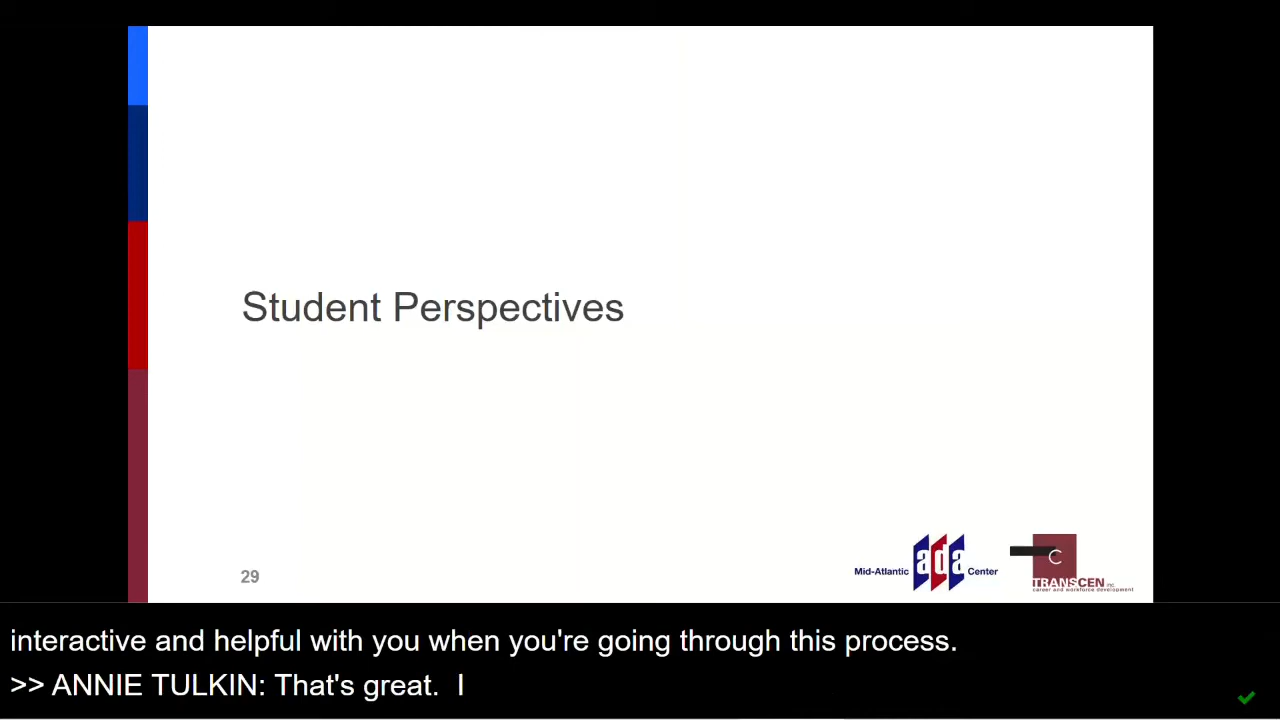 Student Perspectives
29
Mid-Atlantic ada Center
C
TRANSCEN inc.
career and workforce development
interactive and helpful with you when you're going through this process.
>> ANNIE TULKIN: That's great.  I